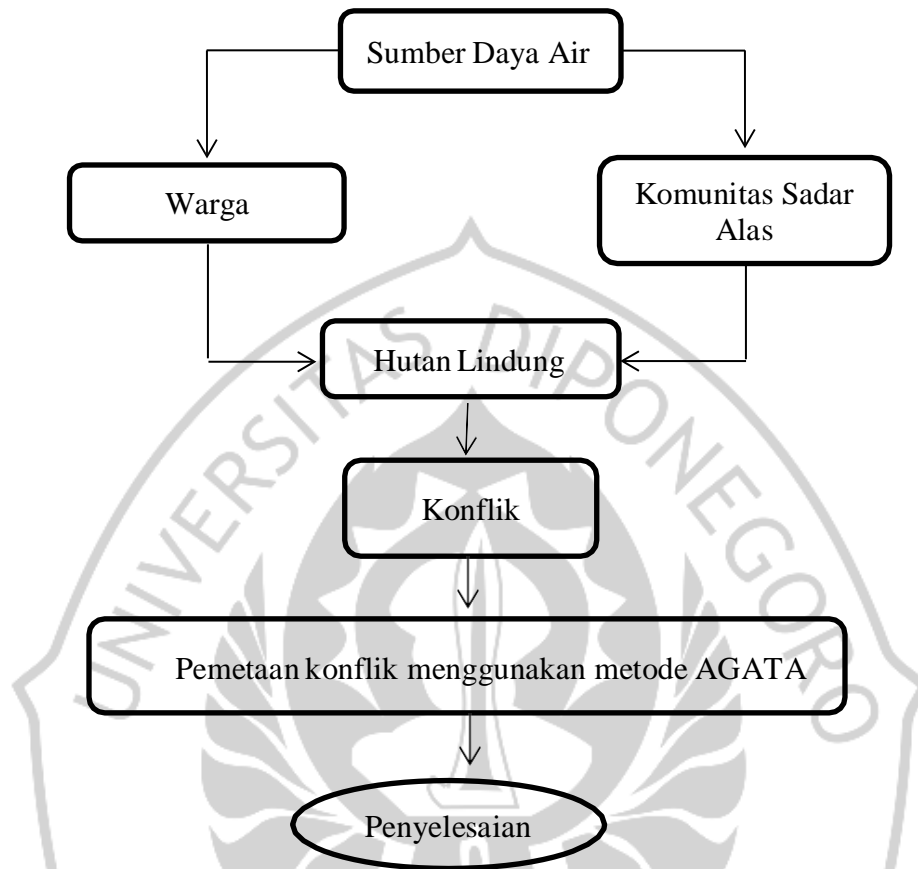 Sumber Daya Air
Warga
Komunitas Sadar
Alas
Hutan Lindung
Konflik
Pemetaan konflik menggunakan metode AGATA
Penyelesaian
UNIVERSITAS DIPONEGORO